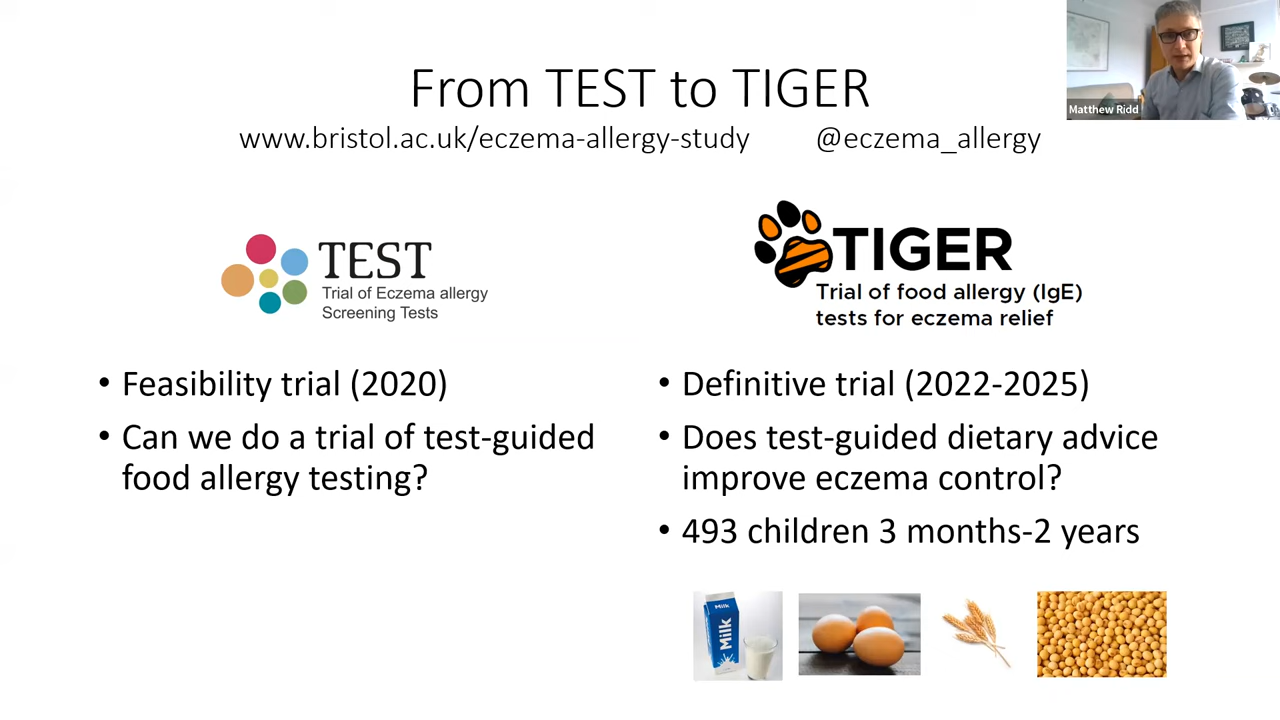 From TEST to TIGER
www.bristol.ac.uk/eczema-allergy-study @eczema_allergy
Matthew Ridd
TEST
Trial of Eczema allergy
Screening Tests
TIGER
Trial of food allergy (IgE)
tests for eczema relief
• Feasibility trial (2020)
• Can we do a trial of test-guided
food allergy testing?
• Definitive trial (2022-2025)
• Does test-guided dietary advice
improve eczema control?
• 493 children 3 months-2 years
Milk
Milk